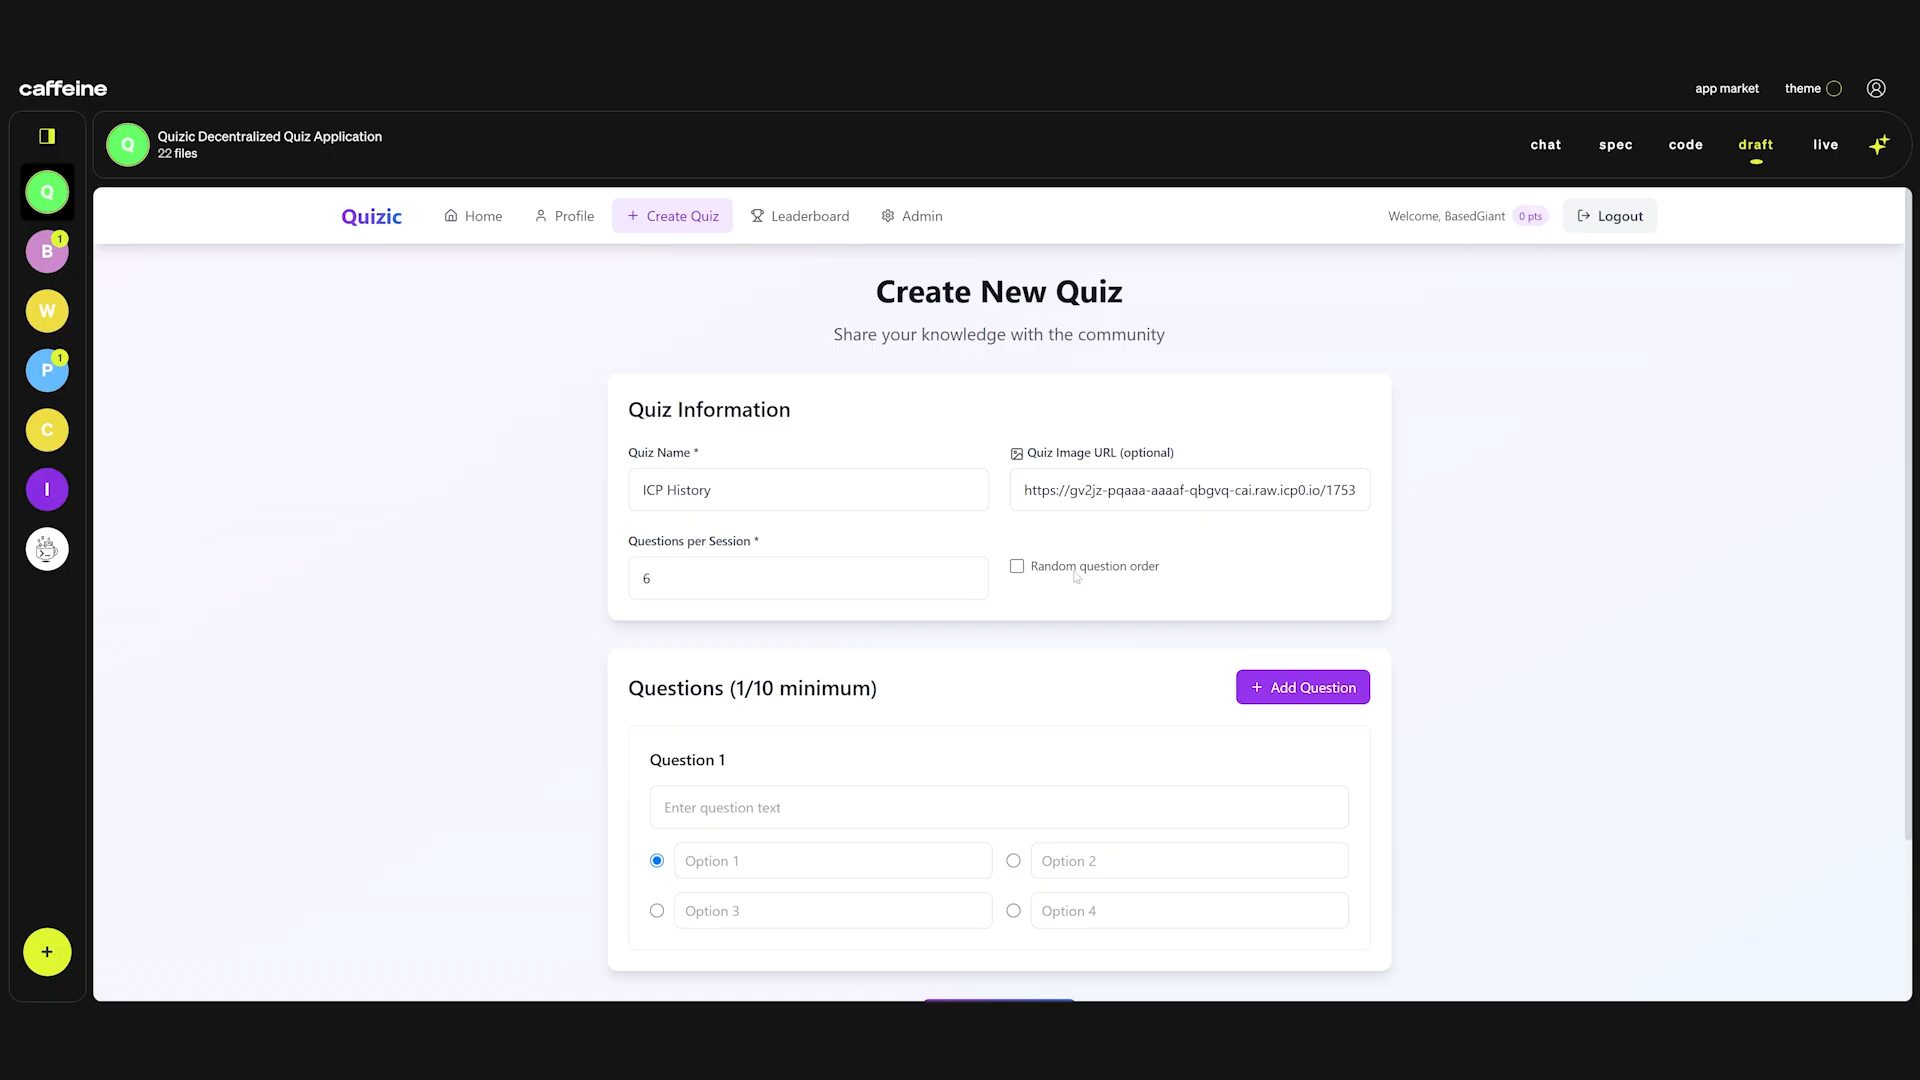 caffeine
app market
theme
Q
Quizic Decentralized Quiz Application
22 files
chat
spec
code
draft
live
Q
B
1
W
P
1
C
I
+
Quizic
Home
Profile
+ Create Quiz
Leaderboard
Admin
Welcome, BasedGiant
0 pts
Logout
Create New Quiz
Share your knowledge with the community
Quiz Information
Quiz Name *
Quiz Image URL (optional)
ICP History
https://gv2jz-pqaaa-aaaaf-qbgvq-cai.raw.icp0.io/1753
Questions per Session *
6
Random question order
Questions (1/10 minimum)
+ Add Question
Question 1
Enter question text
Option 1
Option 2
Option 3
Option 4